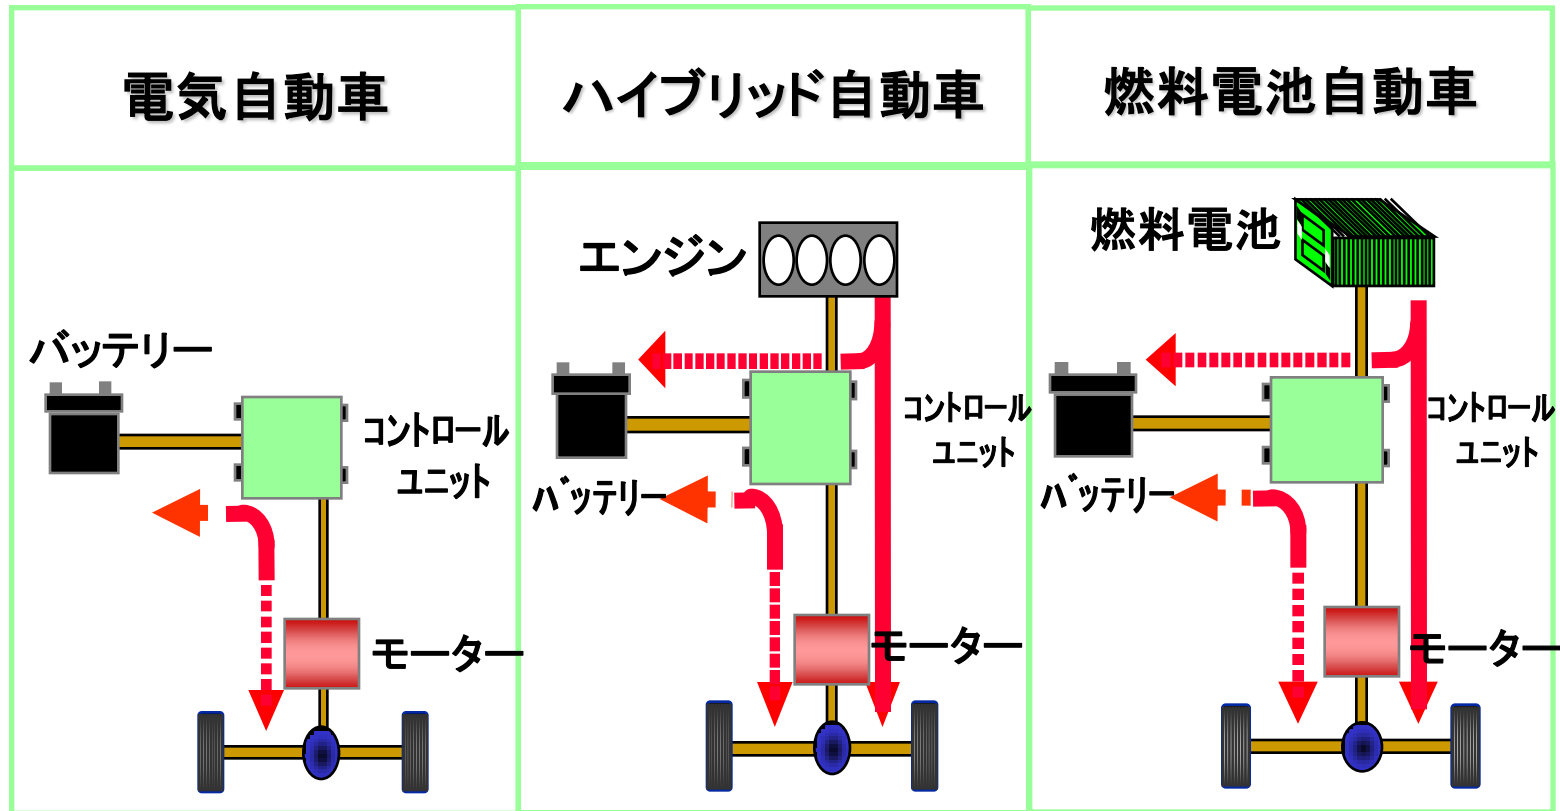 電気自動車
ハイブリッド自動車
燃料電池自動車
バッテリー
コントロール
ユニット
モーター
エンジン
コントロール
ユニット
バッテリー
モーター
燃料電池
コントロール
ユニット
バッテリー
モーター